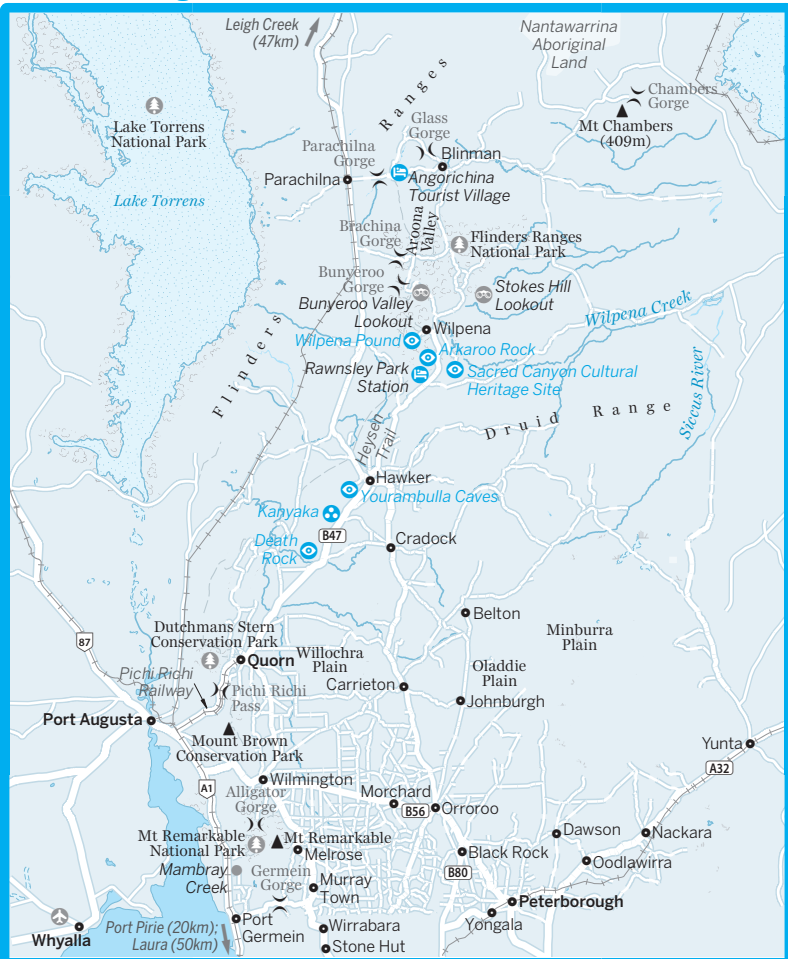 Leigh Creek
(47km)
Nantawarrina
Aboriginal
Land
Chambers
Gorge
Mt Chambers
(409m)
Lake Torrens
National Park
Lake Torrens
Ranges
Glass
Gorge
Parachilna
Gorge
Blinman
Parachilna
Angorichina
Tourist Village
Aroona
Valley
Brachina
Gorge
Flinders Ranges
National Park
Bunyeroo
Gorge
Bunyeroo Valley
Lookout
Stokes Hill
Lookout
Wilpena Creek
Wilpena
Wilpena Pound
Arkaroo Rock
Rawnsley Park
Station
Sacred Canyon Cultural
Heritage Site
Flinders
Siccus River
Druid Range
Heysen
Trail
Hawker
Yourambulla Caves
Kanyaka
B47
Death
Rock
Cradock
Belton
Minburra
Plain
87
Dutchmans Stern
Conservation Park
Quorn
Willochra
Plain
Oladdie
Plain
Pichi Richi
Railway
Pichi Richi
Pass
Carrieton
Johnburgh
Port Augusta
Mount Brown
Conservation Park
Yunta
A32
A1
Wilmington
Alligator
Gorge
Morchard
B56
Orroroo
Mt Remarkable
National Park
Mt Remarkable
Melrose
Dawson
Nackara
Black Rock
Oodlawirra
Mambray
Creek
Germein
Gorge
Murray
Town
B80
Peterborough
Yongala
Port
Germein
Wirrabara
Stone Hut
Whyalla
Port Pirie (20km);
Laura (50km)